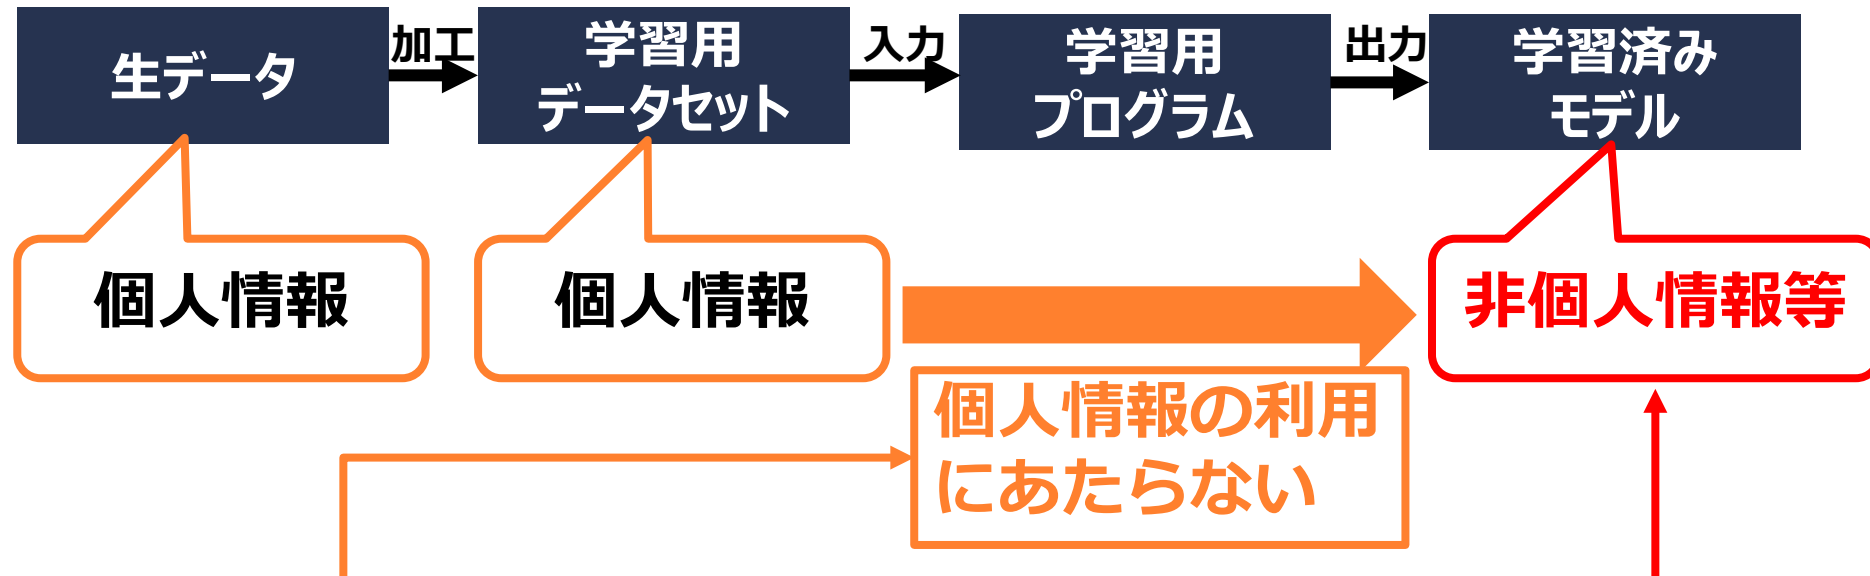 生データ
加工
学習用
データセット
入力
学習用
プログラム
出力
学習済み
モデル
個人情報
個人情報
非個人情報等
個人情報の利用
にあたらない